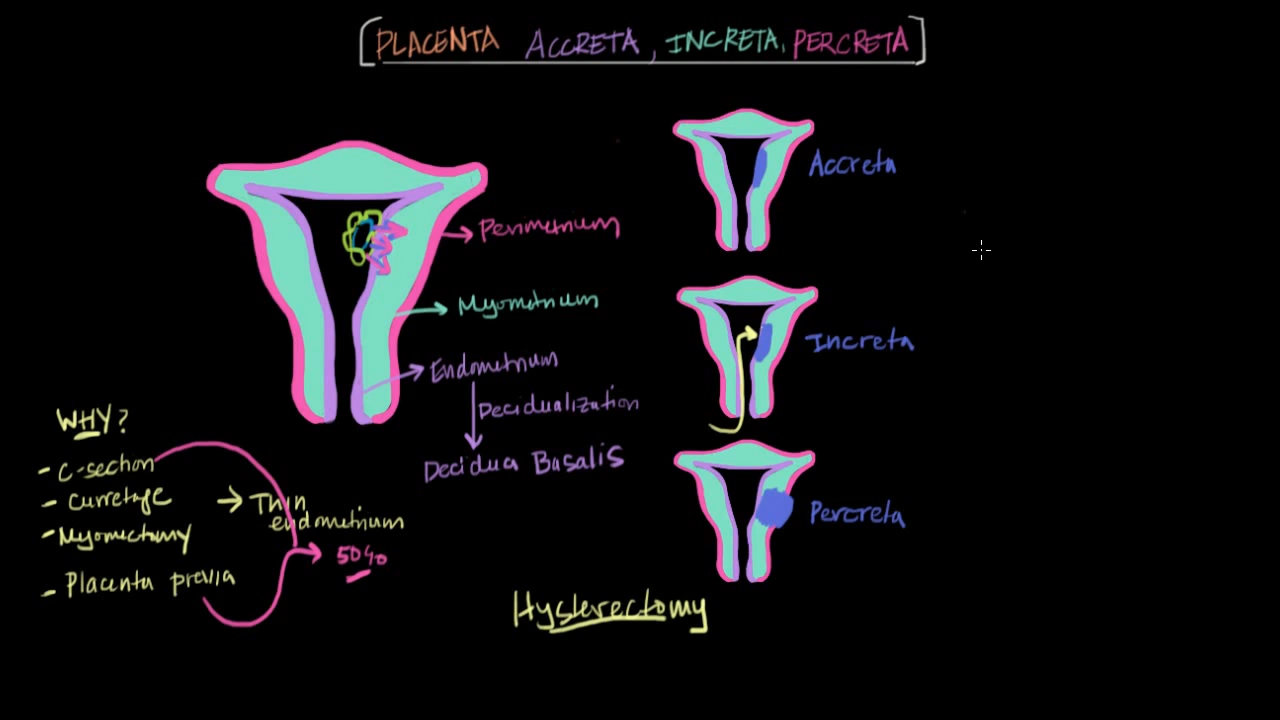 [PLACENTA ACCRETA, INCRETA, PERCRETA]
Accreta
Perimetrium
Myometrium
Increta
Endometrium
Decidualization
Decidua Basalis
WHY?
- C-section
- Curretage
→ Thin endometrium
- Myomectomy
50%
- Placenta previa
Percreta
Hysterectomy